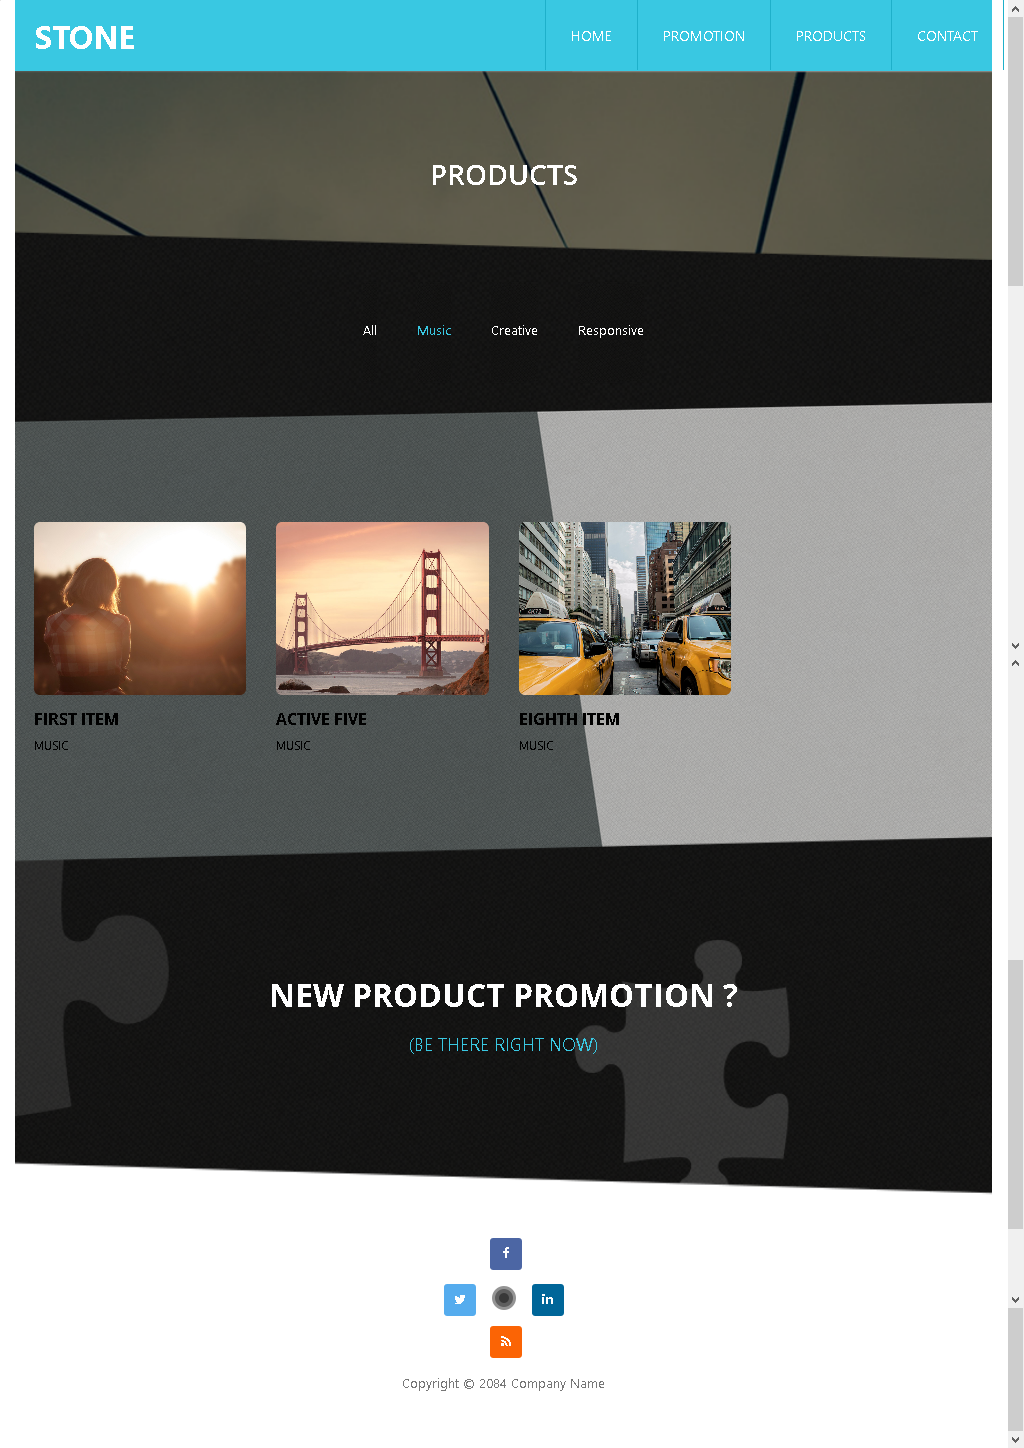 STONE
HOME PROMOTION PRODUCTS CONTACT
PRODUCTS
All Music Creative Responsive
FIRST ITEM
MUSIC
ACTIVE FIVE
MUSIC
EIGHTH ITEM
MUSIC
NEW PRODUCT PROMOTION ?
(BE THERE RIGHT NOW)
Copyright © 2084 Company Name